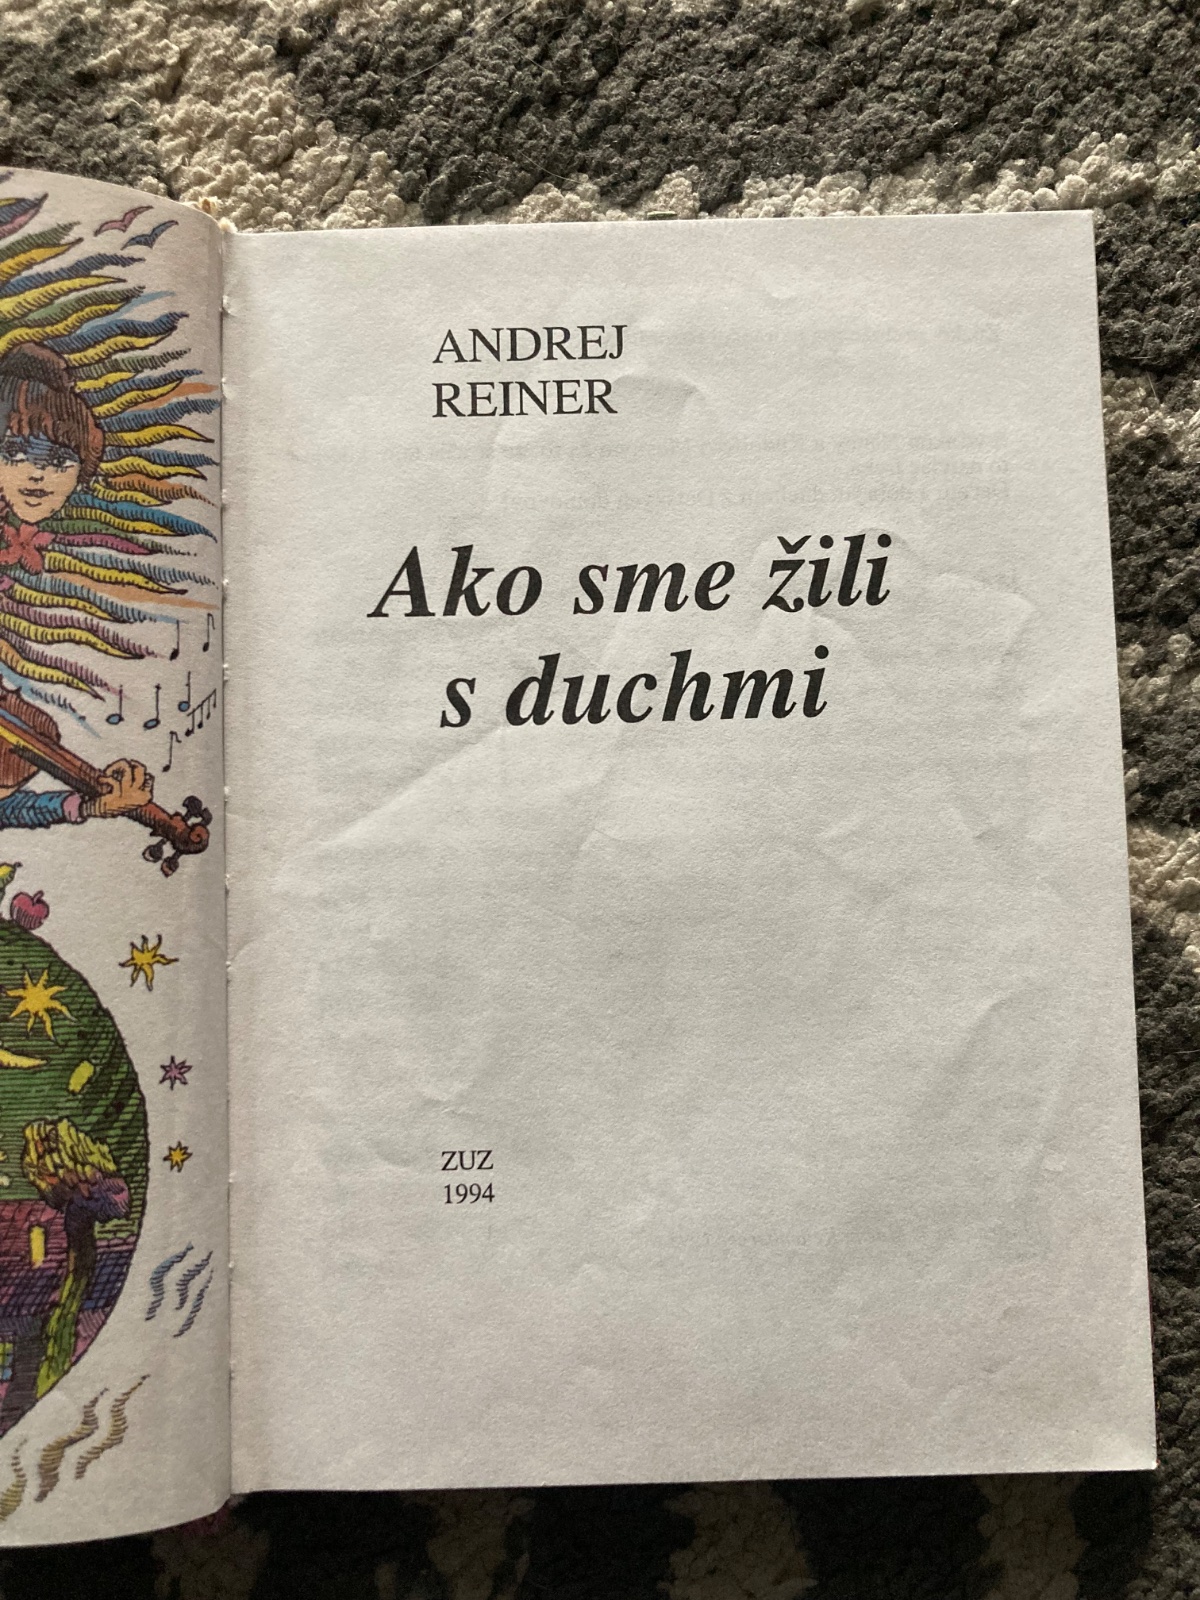 ANDREJ
REINER
Ako sme žili
s duchmi
ZUZ
1994